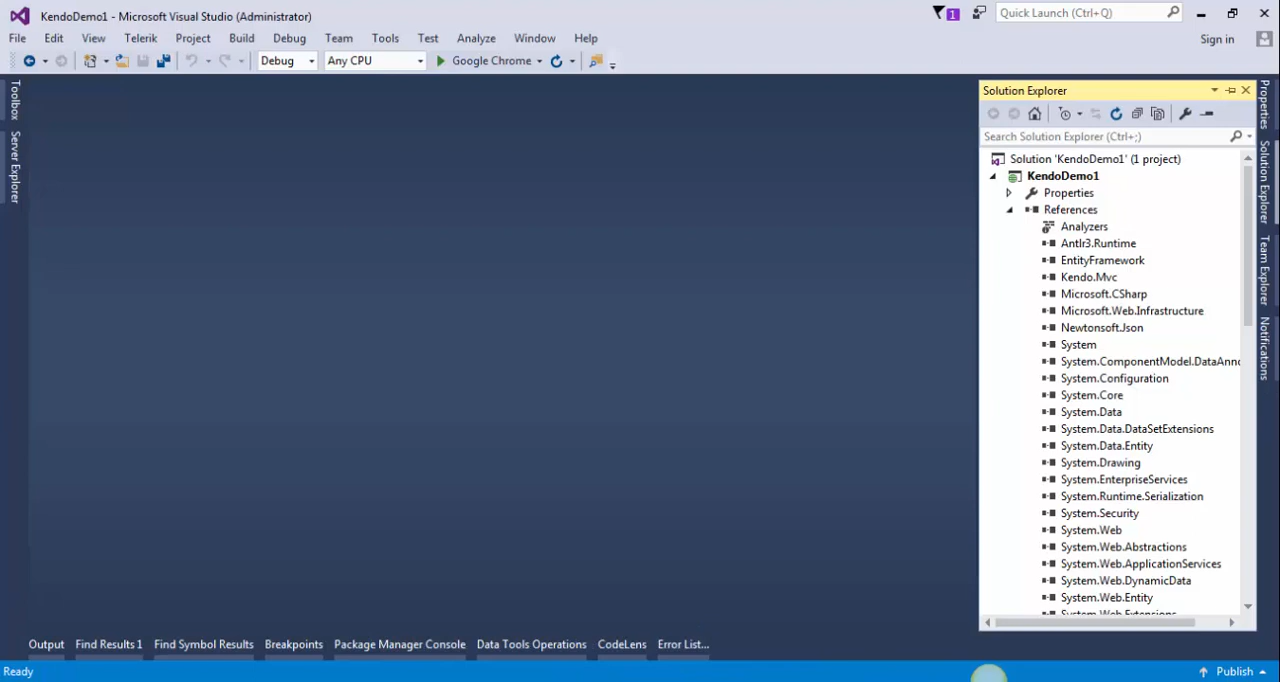 KendoDemo1 - Microsoft Visual Studio (Administrator)
1
Quick Launch (Ctrl+Q)
File Edit View Telerik Project Build Debug Team Tools Test Analyze Window Help
Sign in
Debug Any CPU Google Chrome
Toolbox
Server Explorer
Solution Explorer
Search Solution Explorer (Ctrl+;)
Solution 'KendoDemo1' (1 project)
KendoDemo1
Properties
References
Analyzers
Antlr3.Runtime
EntityFramework
Kendo.Mvc
Microsoft.CSharp
Microsoft.Web.Infrastructure
Newtonsoft.Json
System
System.ComponentModel.DataAnno
System.Configuration
System.Core
System.Data
System.Data.DataSetExtensions
System.Data.Entity
System.Drawing
System.EnterpriseServices
System.Runtime.Serialization
System.Security
System.Web
System.Web.Abstractions
System.Web.ApplicationServices
System.Web.DynamicData
System.Web.Entity
System.Web.Extensions
Properties
Solution Explorer
Team Explorer
Notifications
Output Find Results 1 Find Symbol Results Breakpoints Package Manager Console Data Tools Operations CodeLens Error List...
Ready
Publish